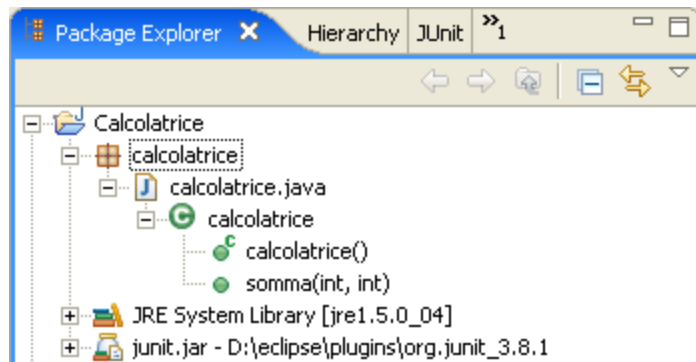 Package Explorer Hierarchy JUnit »1
Calcolatrice
calcolatrice
calcolatrice.java
calcolatrice
calcolatrice()
somma(int, int)
JRE System Library [jre1.5.0_04]
junit.jar - D:\eclipse\plugins\org.junit_3.8.1